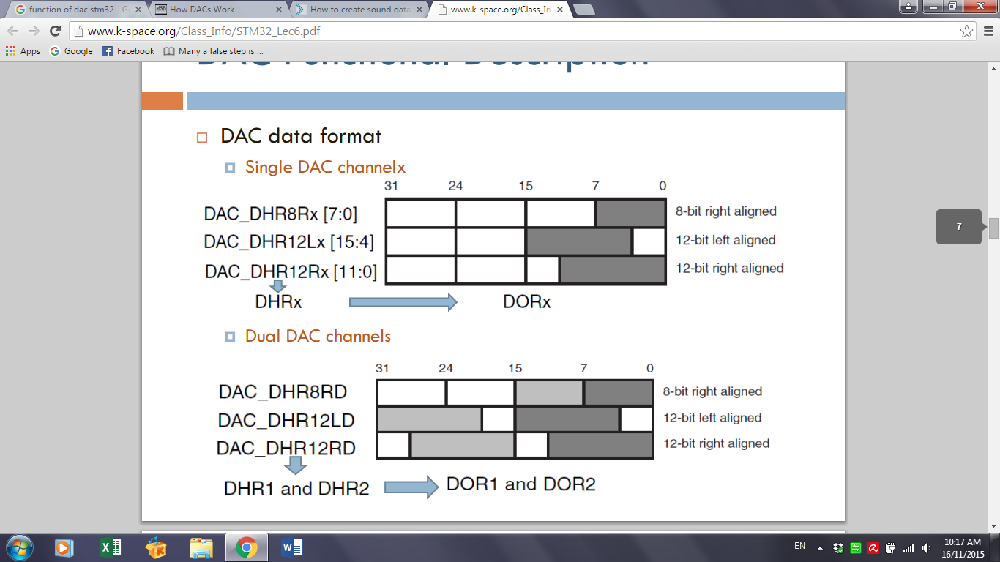 function of dac stm32 - G
How DACs Work
How to create sound data
www.k-space.org/Class_In
www.k-space.org/Class_Info/STM32_Lec6.pdf
Apps
Google
Facebook
Many a false step is ...
DAC Functional Description
DAC data format
Single DAC channelx
31 24 15 7 0
DAC_DHR8Rx [7:0] 8-bit right aligned
DAC_DHR12Lx [15:4] 12-bit left aligned
DAC_DHR12Rx [11:0] 12-bit right aligned
DHRx DORx
7
Dual DAC channels
31 24 15 7 0
DAC_DHR8RD 8-bit right aligned
DAC_DHR12LD 12-bit left aligned
DAC_DHR12RD 12-bit right aligned
DHR1 and DHR2 DOR1 and DOR2
EN
10:17 AM
16/11/2015